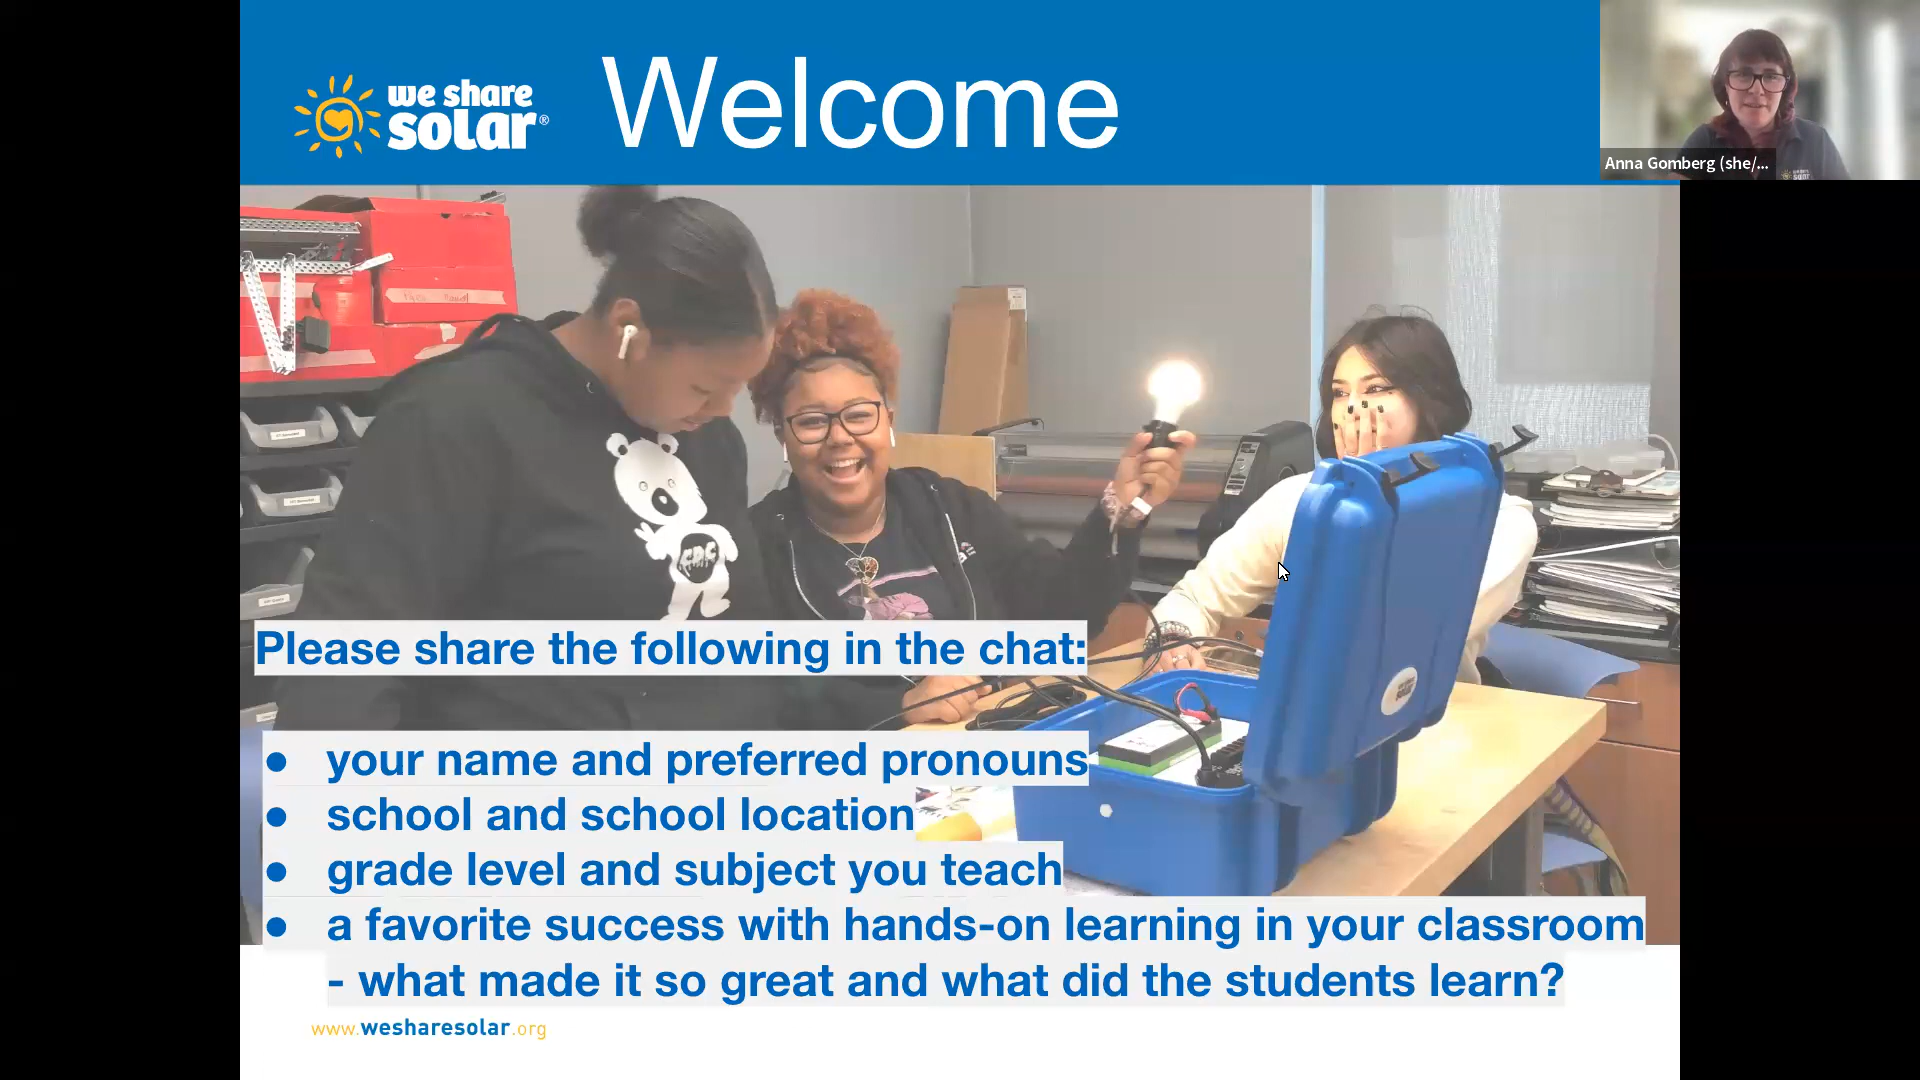 we share
solar®
Welcome
Anna Gomberg (she/...
CDC
Please share the following in the chat:
● your name and preferred pronouns
● school and school location
● grade level and subject you teach
● a favorite success with hands-on learning in your classroom
- what made it so great and what did the students learn?
www.wesharesolar.org